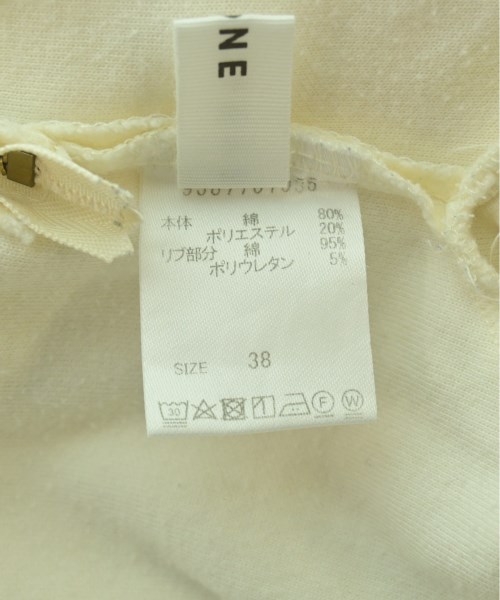 ONE
本体 綿 80%
ポリエステル 20%
リブ部分 綿 95%
ポリウレタン 5%
SIZE 38
30
F W